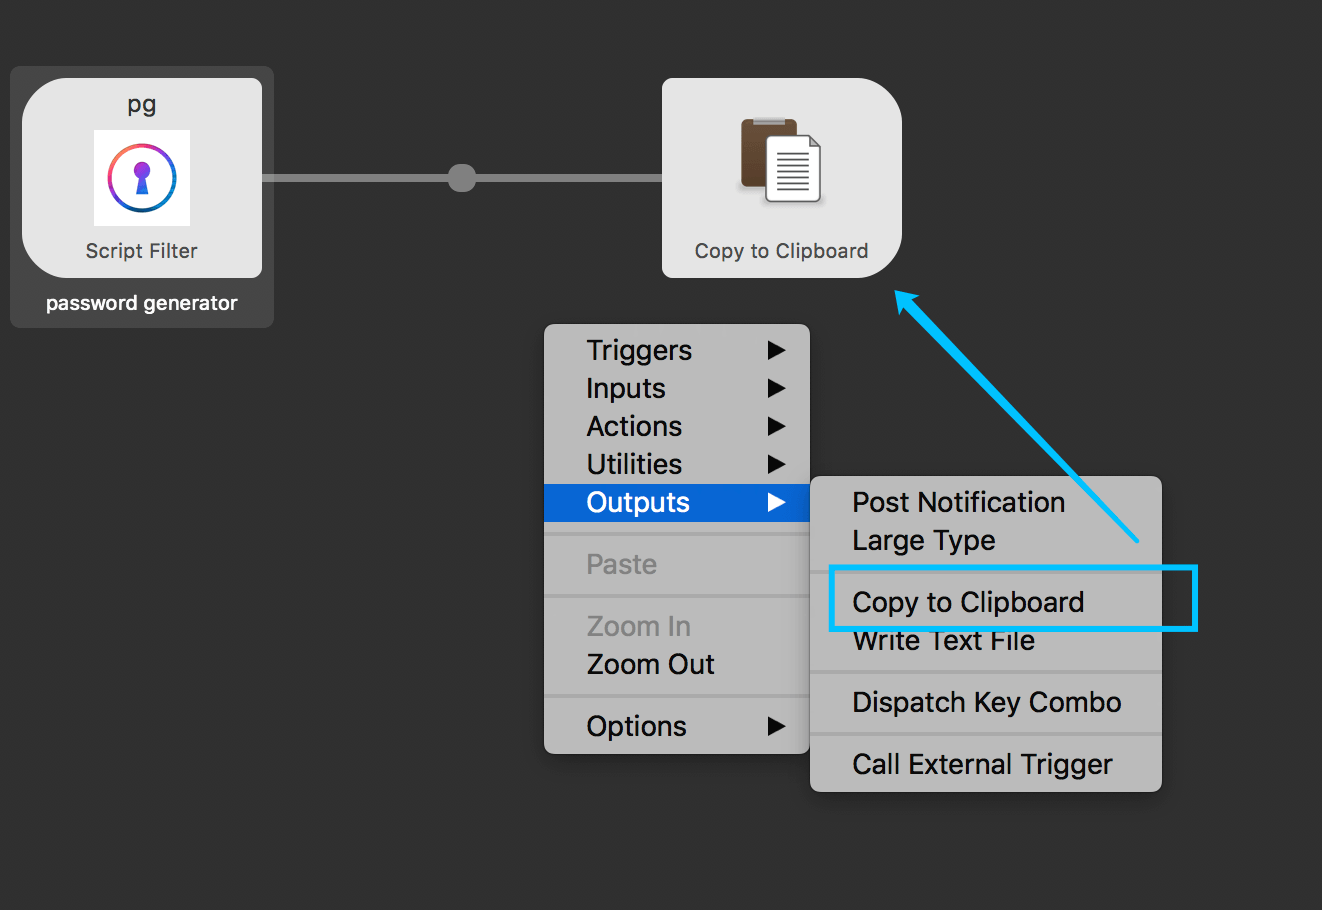 pg
Script Filter
password generator
Copy to Clipboard
Triggers
Inputs
Actions
Utilities
Outputs
Paste
Zoom In
Zoom Out
Options
Post Notification
Large Type
Copy to Clipboard
Write Text File
Dispatch Key Combo
Call External Trigger